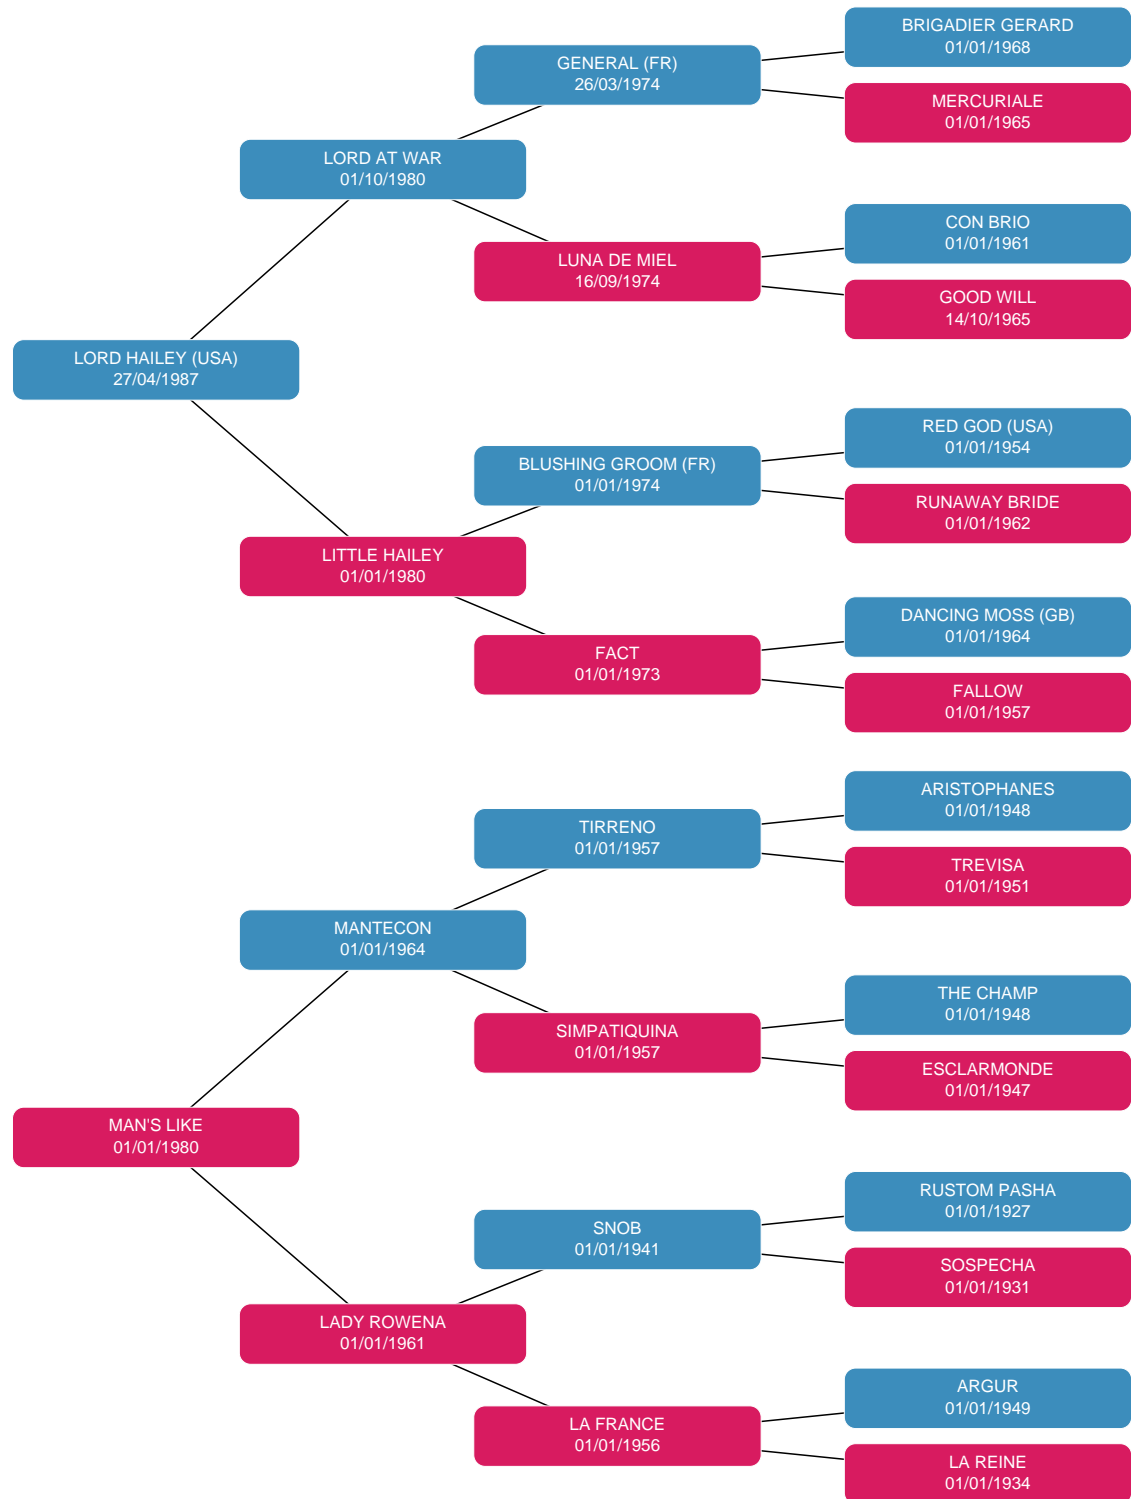 BRIGADIER GERARD
01/01/1968
GENERAL (FR)
26/03/1974
MERCURIALE
01/01/1965
LORD AT WAR
01/10/1980
CON BRIO
01/01/1961
LUNA DE MIEL
16/09/1974
GOOD WILL
14/10/1965
LORD HAILEY (USA)
27/04/1987
RED GOD (USA)
01/01/1954
BLUSHING GROOM (FR)
01/01/1974
RUNAWAY BRIDE
01/01/1962
LITTLE HAILEY
01/01/1980
DANCING MOSS (GB)
01/01/1964
FACT
01/01/1973
FALLOW
01/01/1957
ARISTOPHANES
01/01/1948
TIRRENO
01/01/1957
TREVISA
01/01/1951
MANTECON
01/01/1964
THE CHAMP
01/01/1948
SIMPATIQUINA
01/01/1957
ESCLARMONDE
01/01/1947
MAN'S LIKE
01/01/1980
RUSTOM PASHA
01/01/1927
SNOB
01/01/1941
SOSPECHA
01/01/1931
LADY ROWENA
01/01/1961
ARGUR
01/01/1949
LA FRANCE
01/01/1956
LA REINE
01/01/1934